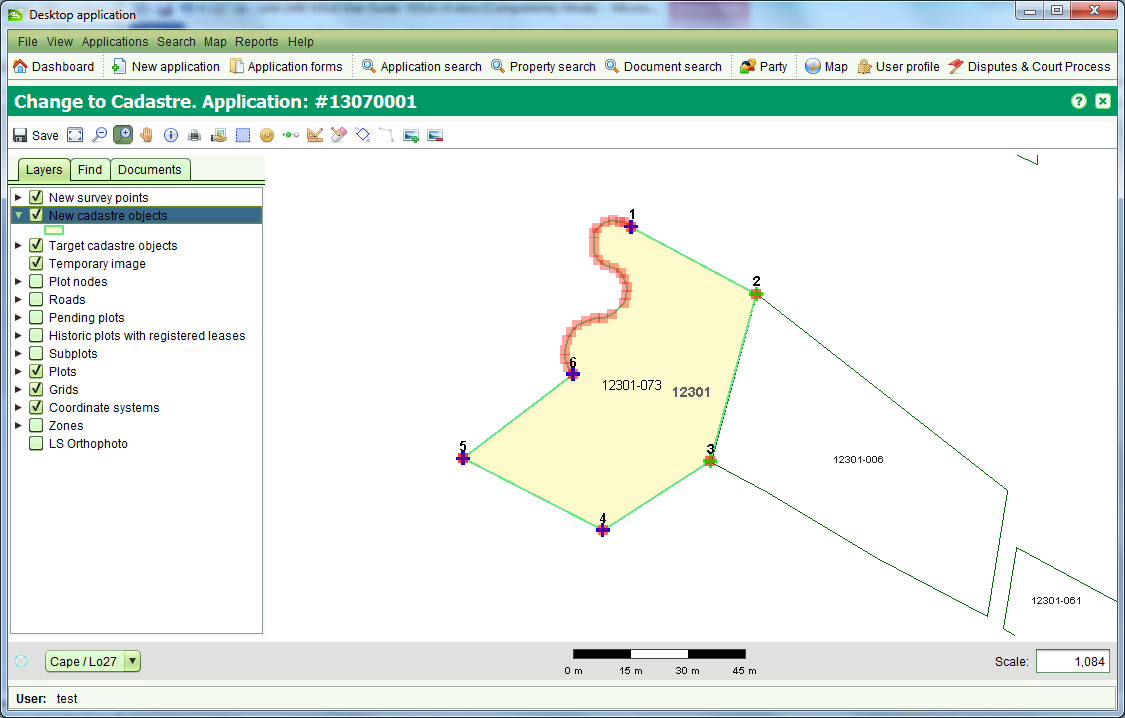 Desktop application
File View Applications Search Map Reports Help
Dashboard New application Application forms Application search Property search Document search Party Map User profile Disputes & Court Process
Change to Cadastre. Application: #13070001
Save
Layers Find Documents
New survey points
New cadastre objects
Target cadastre objects
Temporary image
Plot nodes
Roads
Pending plots
Historic plots with registered leases
Subplots
Plots
Grids
Coordinate systems
Zones
LS Orthophoto
1
2
6
12301-073 12301
5
3
12301-006
4
12301-061
Cape / Lo27
0 m 15 m 30 m 45 m
Scale: 1,084
User: test